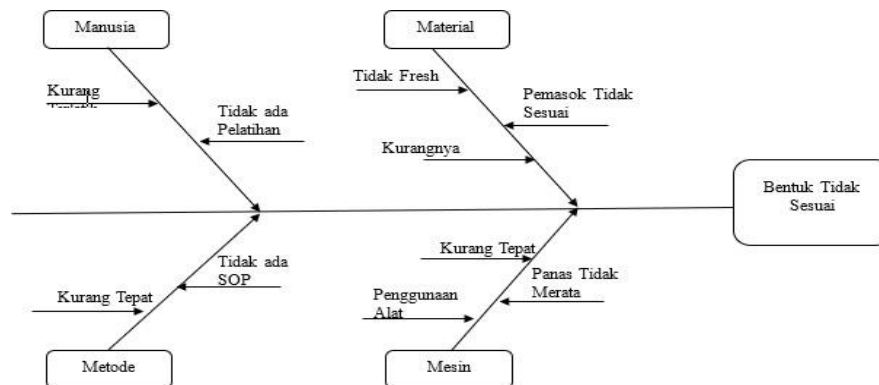 Manusia
Material
Kurang
Tidak Fresh
Tidak ada
Pelatihan
Pemasok Tidak
Sesuai
Kurangnya
Bentuk Tidak
Sesuai
Tidak ada
SOP
Kurang Tepat
Kurang Tepat
Panas Tidak
Merata
Penggunaan
Alat
Metode
Mesin